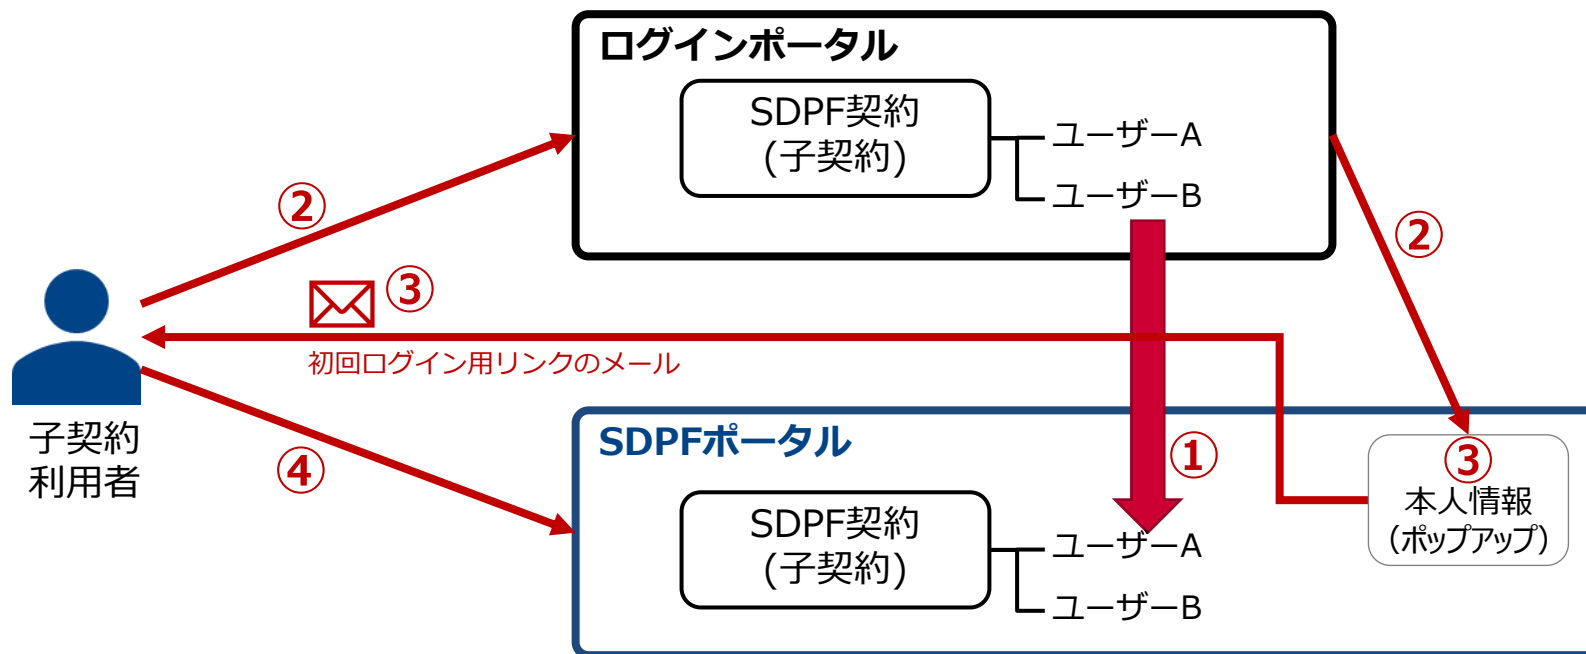 ログインポータル
SDPF契約
(子契約)
ユーザーA
ユーザーB
②
②
③
初回ログイン用リンクのメール
子契約
利用者
④
SDPFポータル
①
SDPF契約
(子契約)
ユーザーA
ユーザーB
③
本人情報
(ポップアップ)